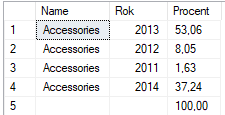 Name Rok Procent
1 Accessories 2013 53,06
2 Accessories 2012 8,05
3 Accessories 2011 1,63
4 Accessories 2014 37,24
5 100,00